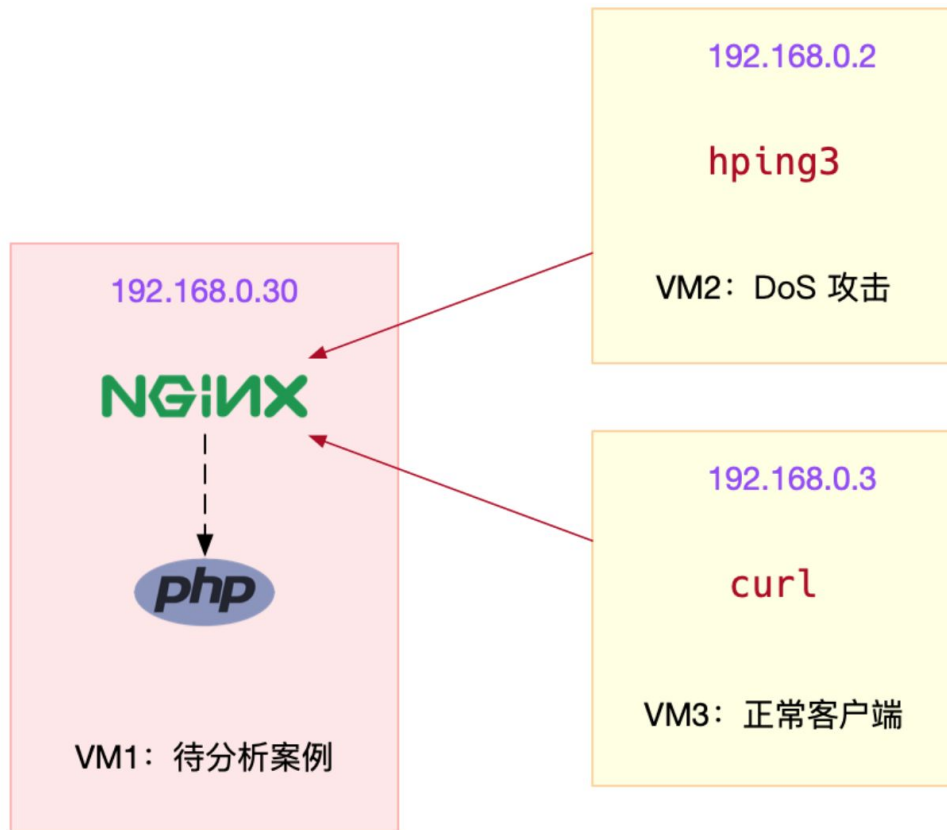 192.168.0.2
hping3
VM2：DoS 攻击
192.168.0.30
NGINX
php
VM1：待分析案例
192.168.0.3
curl
VM3：正常客户端